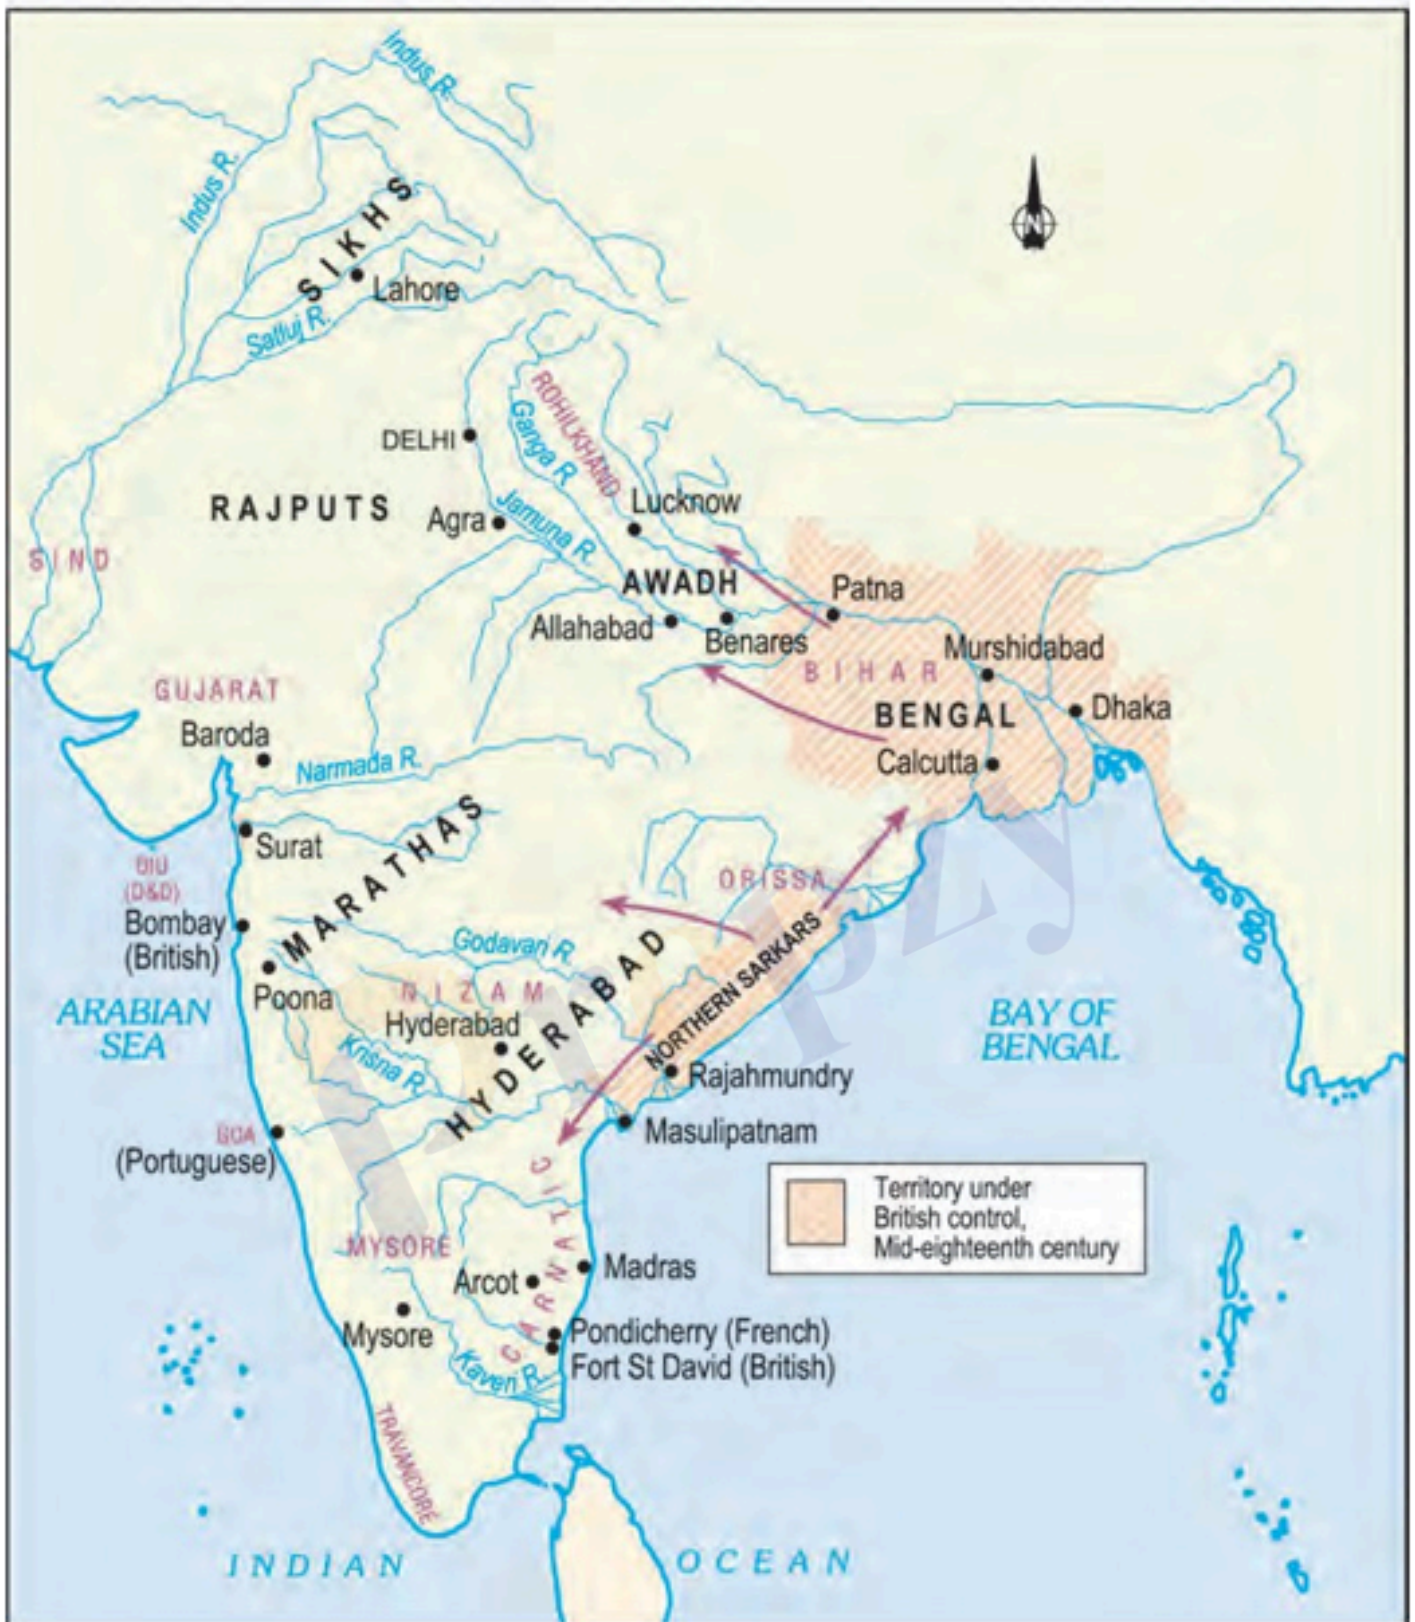 Indus R.
Indus R.
SIKHS
Lahore
Satluj R.
N
ROHILKHAND
Ganga R.
DELHI
RAJPUTS
Agra
Jamuna R.
Lucknow
SIND
AWADH
Patna
Allahabad
Benares
Murshidabad
BIHAR
GUJARAT
BENGAL
Dhaka
Baroda
Calcutta
Narmada R.
MARATHAS
Surat
DIU
(D&D)
ORISSA
Bombay
(British)
Godavari R.
NORTHERN SARKARS
Poona
NIZAM
Hyderabad
HYDERABAD
ARABIAN
SEA
BAY OF
BENGAL
Krisna R.
Rajahmundry
Masulipatnam
GOA
(Portuguese)
CARNATIC
Territory under
British control,
Mid-eighteenth century
MYSORE
Arcot
Madras
Mysore
Pondicherry (French)
Fort St David (British)
Kaveri R.
TRAVANCORE
INDIAN OCEAN